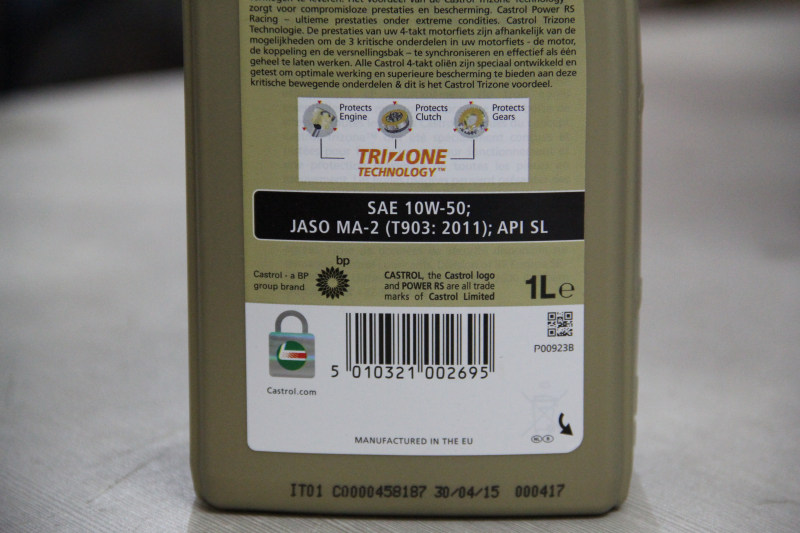 zorgt voor compromisloze prestaties en bescherming. Castrol Power RS
Racing – ultieme prestaties onder extreme condities. Castrol Trizone
Technologie. De prestaties van uw 4-takt motorfiets zijn afhankelijk van de
mogelijkheden om de 3 kritische onderdelen in uw motorfiets - de motor,
de koppeling en de versnellingsbak – te synchroniseren en effectief als één
geheel te laten werken. Alle Castrol 4-takt oliën zijn speciaal ontwikkeld en
getest om optimale werking en superieure bescherming te bieden aan deze
kritische bewegende onderdelen & dit is het Castrol Trizone voordeel.
Protects Engine
Protects Clutch
Protects Gears
TRIZONE
TECHNOLOGY™
SAE 10W-50;
JASO MA-2 (T903: 2011); API SL
bp
Castrol - a BP
group brand
CASTROL, the Castrol logo
and POWER RS are all trade
marks of Castrol Limited
1L℮
P00923B
5 010321 002695
Castrol.com
MANUFACTURED IN THE EU
IT01 C0000458187 30/04/15 000417